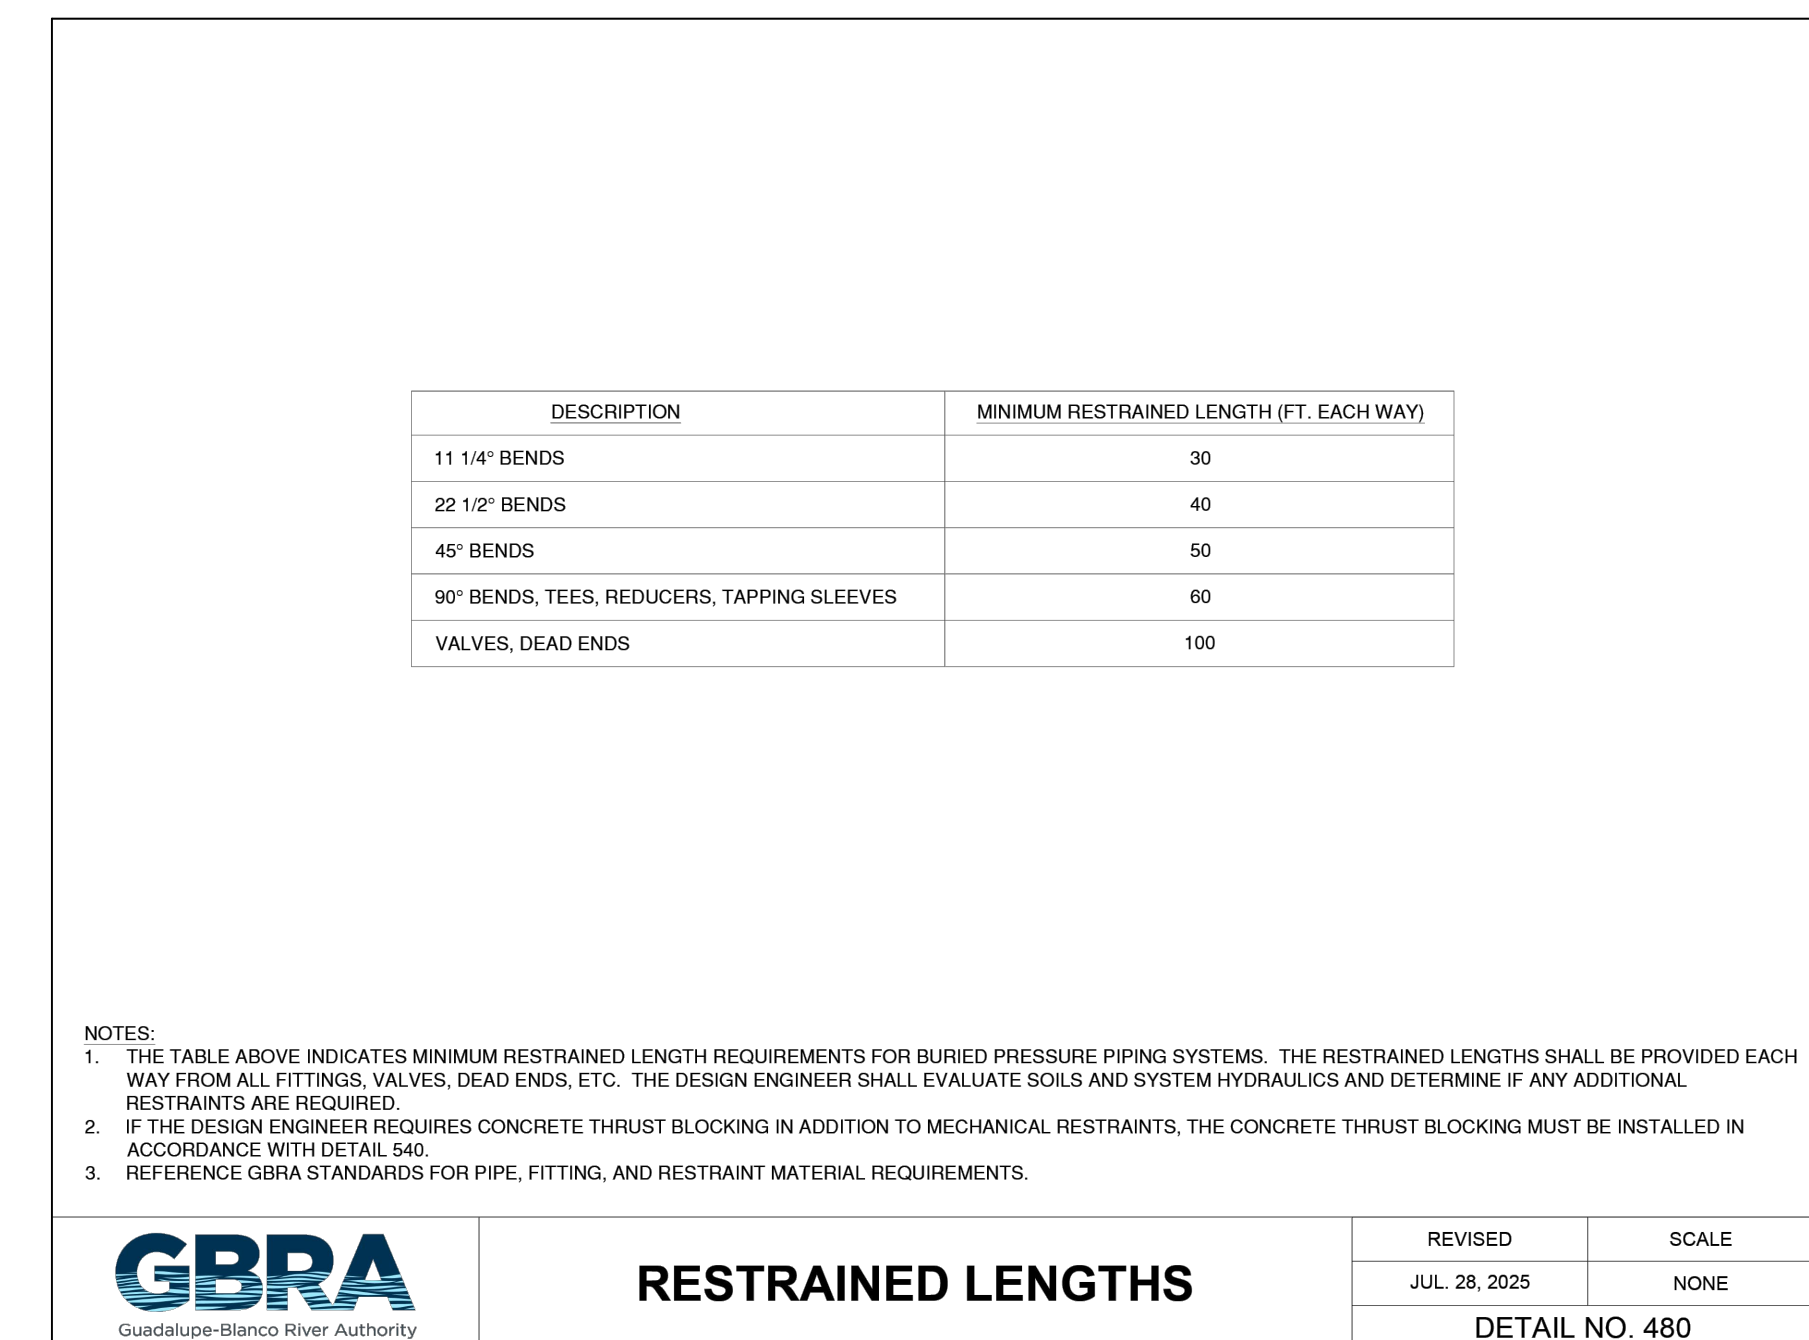 DESCRIPTION MINIMUM RESTRAINED LENGTH (FT. EACH WAY)
11 1/4° BENDS 30
22 1/2° BENDS 40
45° BENDS 50
90° BENDS, TEES, REDUCERS, TAPPING SLEEVES 60
VALVES, DEAD ENDS 100
NOTES:
1. THE TABLE ABOVE INDICATES MINIMUM RESTRAINED LENGTH REQUIREMENTS FOR BURIED PRESSURE PIPING SYSTEMS. THE RESTRAINED LENGTHS SHALL BE PROVIDED EACH
WAY FROM ALL FITTINGS, VALVES, DEAD ENDS, ETC. THE DESIGN ENGINEER SHALL EVALUATE SOILS AND SYSTEM HYDRAULICS AND DETERMINE IF ANY ADDITIONAL
RESTRAINTS ARE REQUIRED.
2. IF THE DESIGN ENGINEER REQUIRES CONCRETE THRUST BLOCKING IN ADDITION TO MECHANICAL RESTRAINTS, THE CONCRETE THRUST BLOCKING MUST BE INSTALLED IN
ACCORDANCE WITH DETAIL 540.
3. REFERENCE GBRA STANDARDS FOR PIPE, FITTING, AND RESTRAINT MATERIAL REQUIREMENTS.
GBRA
Guadalupe-Blanco River Authority
RESTRAINED LENGTHS
REVISED SCALE
JUL. 28, 2025 NONE
DETAIL NO. 480